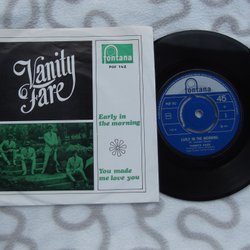 Vanity
Fare
fontana
POF 142
Early in
the morning
You made
me love you
fontana
45
EARLY IN THE MORNING
VANITY FARE